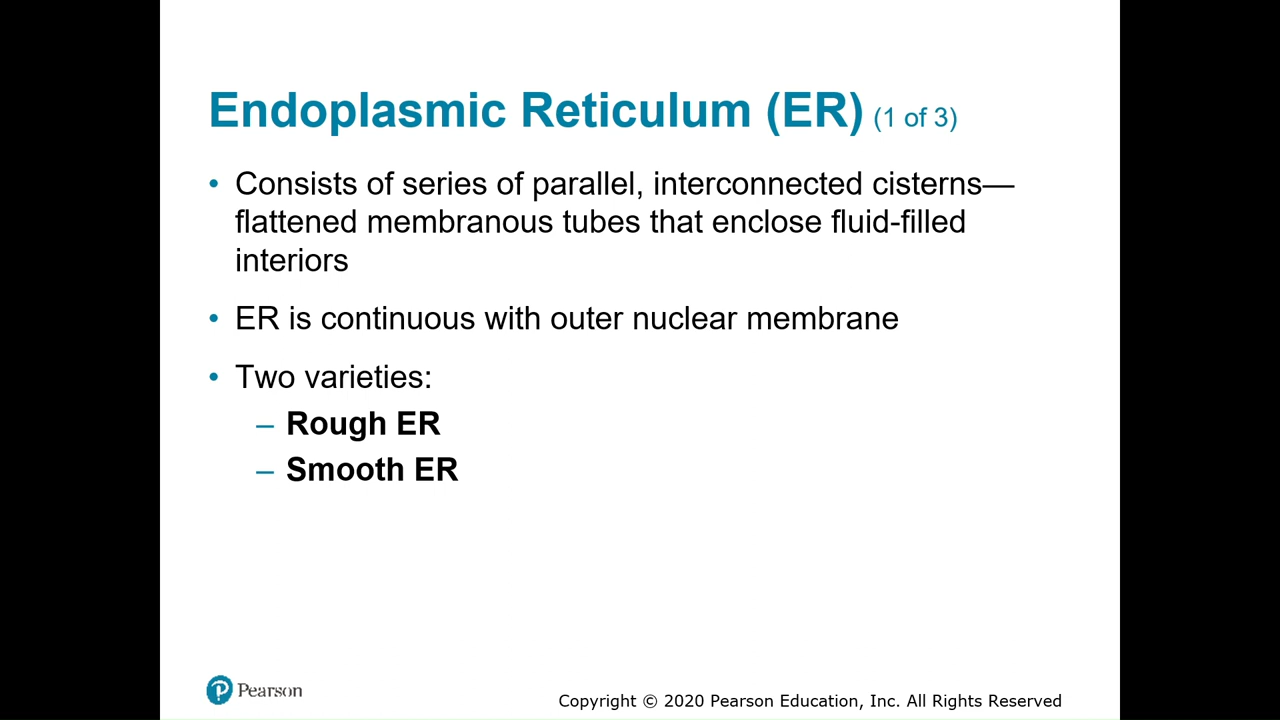 Endoplasmic Reticulum (ER) (1 of 3)
• Consists of series of parallel, interconnected cisterns—
flattened membranous tubes that enclose fluid-filled
interiors
• ER is continuous with outer nuclear membrane
• Two varieties:
– Rough ER
– Smooth ER
P Pearson
Copyright © 2020 Pearson Education, Inc. All Rights Reserved